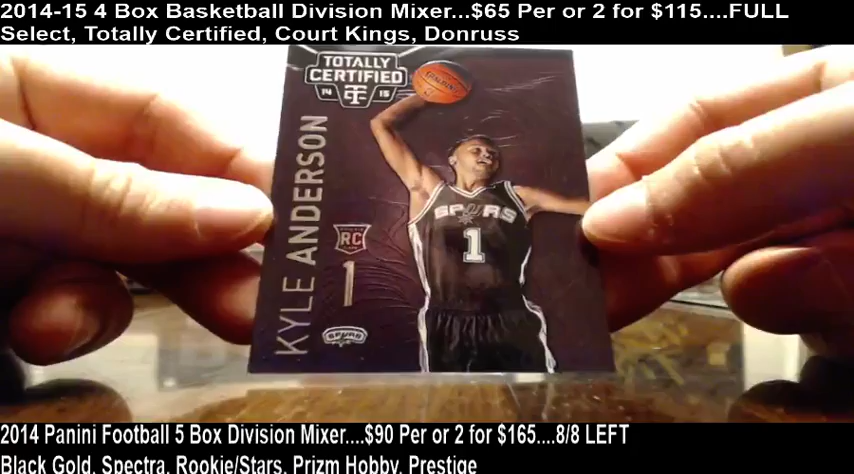 2014-15 4 Box Basketball Division Mixer...$65 Per or 2 for $115....FULL
Select, Totally Certified, Court Kings, Donruss
TOTALLY
CERTIFIED
14 15
KYLE ANDERSON
RC
1
SPURS
SPURS
1
SPALDING
2014 Panini Football 5 Box Division Mixer....$90 Per or 2 for $165....8/8 LEFT
Black Gold, Spectra, Rookie/Stars, Prizm Hobby, Prestige